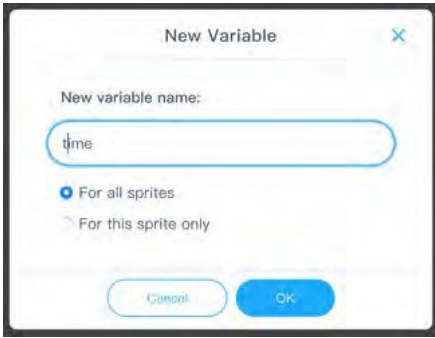 New Variable
New variable name:
time
For all sprites
For this sprite only
Cancel OK